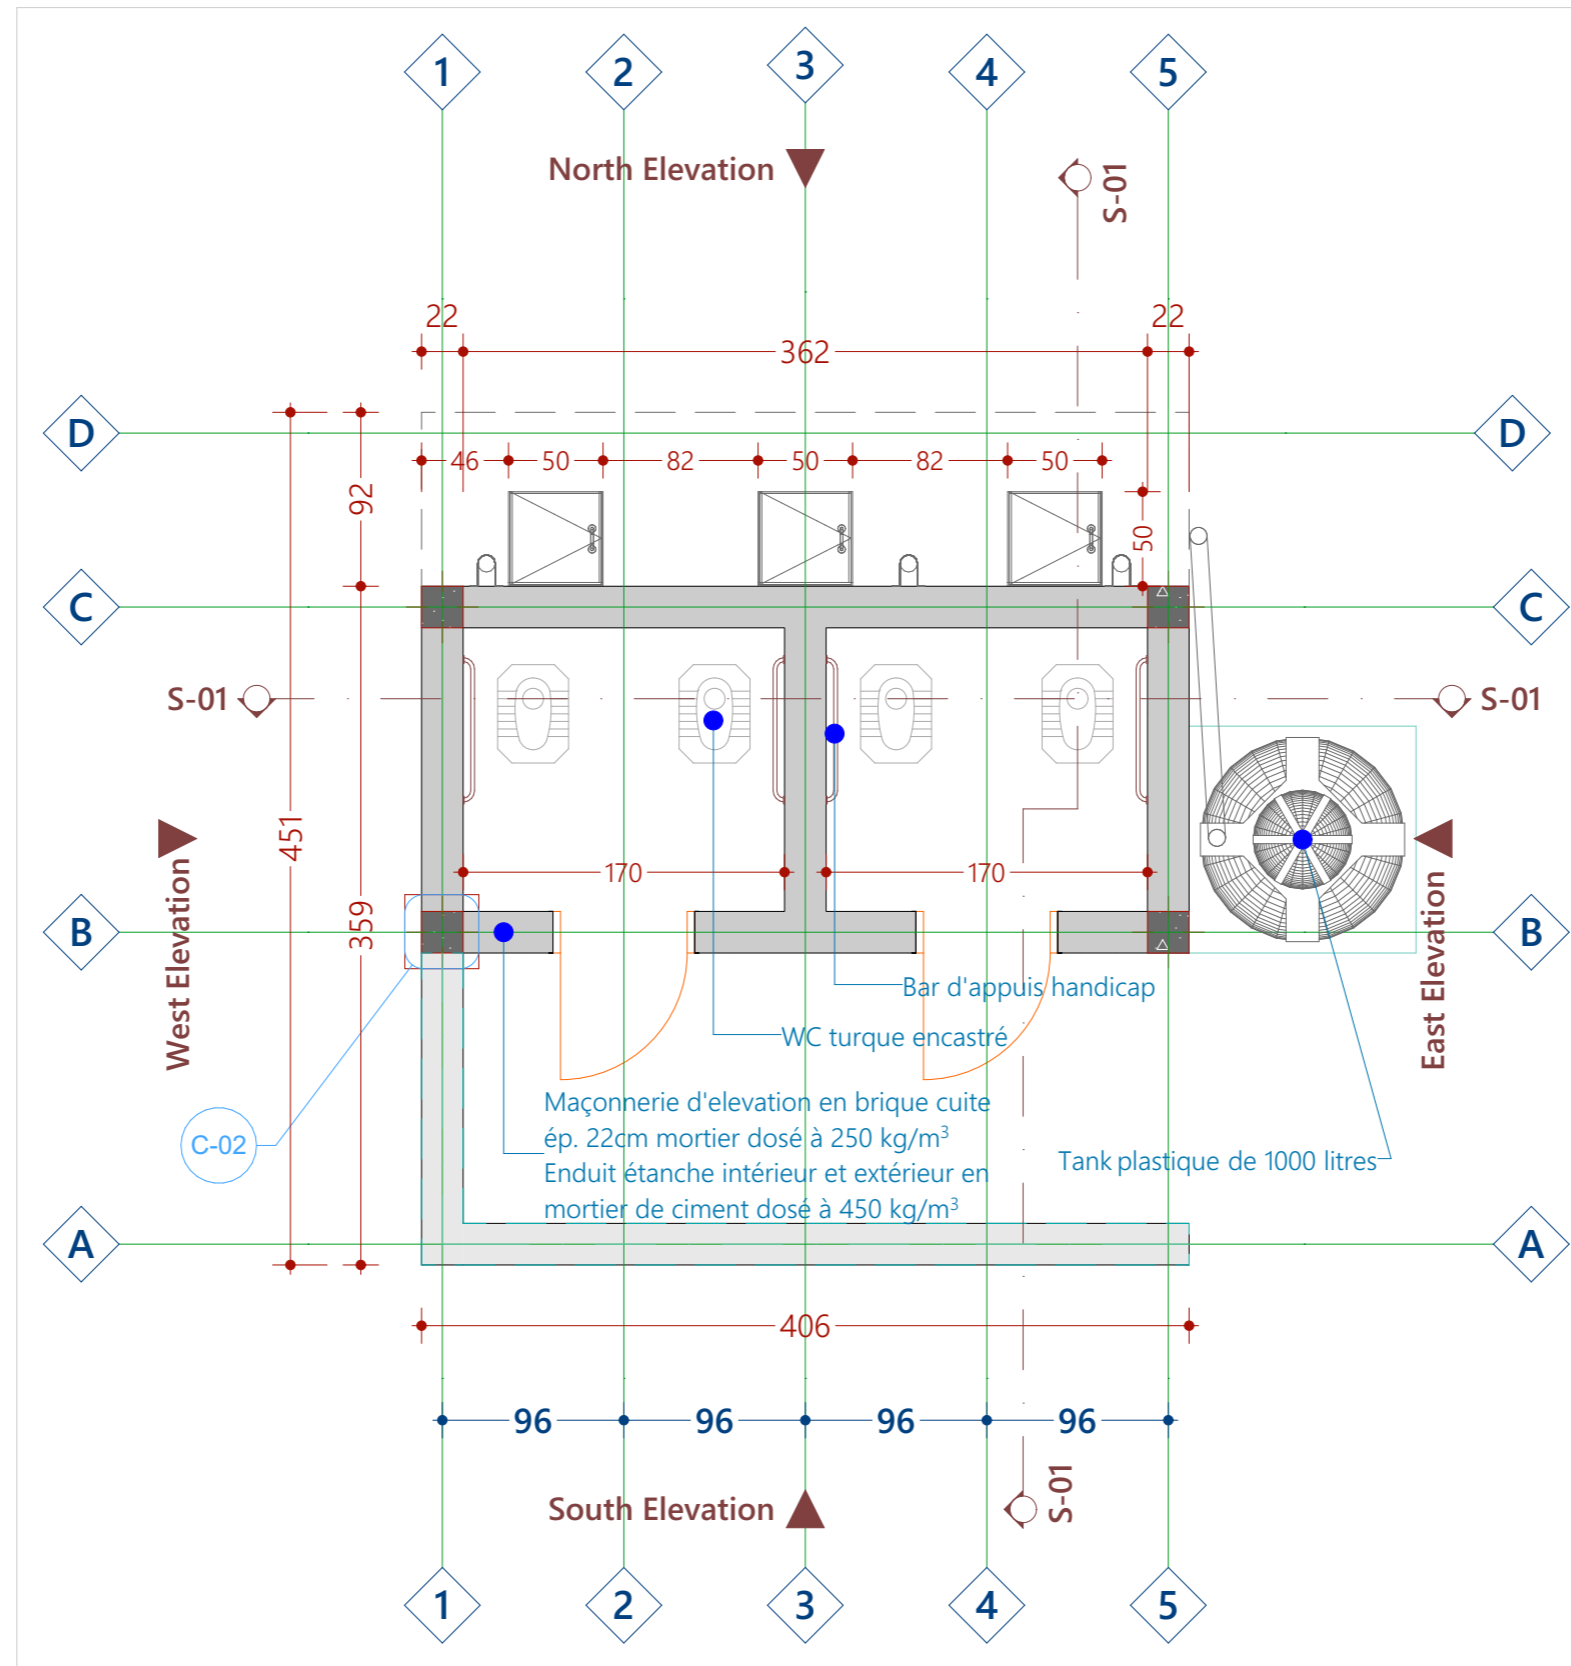 1 2 3 4 5
North Elevation
S-01
22 362 22
D D
46 50 82 50 82 50
92
50
C C
S-01 S-01
451
170 170
359
B B
West Elevation
East Elevation
Bar d'appuis handicap
WC turque encastré
Maçonnerie d'elevation en brique cuite
ép. 22cm mortier dosé à 250 kg/m³
Enduit étanche intérieur et extérieur en
mortier de ciment dosé à 450 kg/m³
C-02
Tank plastique de 1000 litres
A A
406
96 96 96 96
South Elevation
S-01
1 2 3 4 5